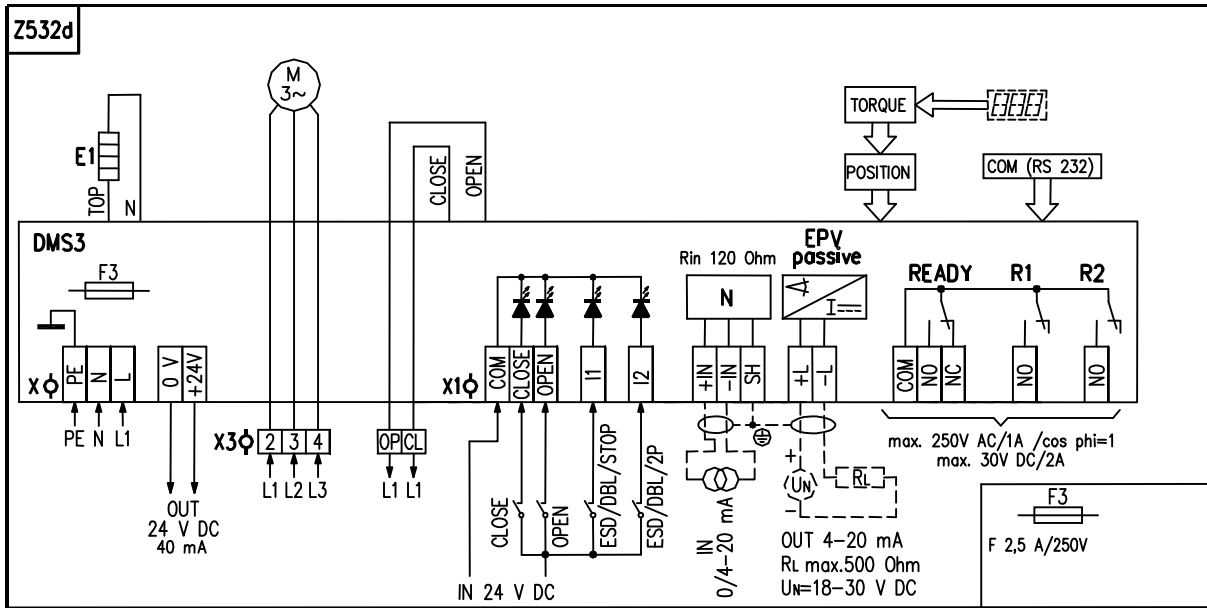 Z532d
M
3~
E1
TOP
N
CLOSE
OPEN
TORQUE
POSITION
COM (RS 232)
DMS3
F3
Rin 120 Ohm
N
EPV
passive
I
READY
R1
R2
X
PE
N
L
0 V
+24V
X1
COM
CLOSE
OPEN
I1
I2
+IN
-IN
SH
+L
-L
COM
NO
NC
NO
NO
PE N L1
X3
2 3 4
OP CL
L1 L2 L3
L1 L1
OUT
24 V DC
40 mA
CLOSE
OPEN
ESD/DBL/STOP
ESD/DBL/2P
IN 24 V DC
IN
0/4-20 mA
+
UN
-
RL
OUT 4-20 mA
RL max.500 Ohm
UN=18-30 V DC
max. 250V AC/1A /cos phi=1
max. 30V DC/2A
F3
F 2,5 A/250V